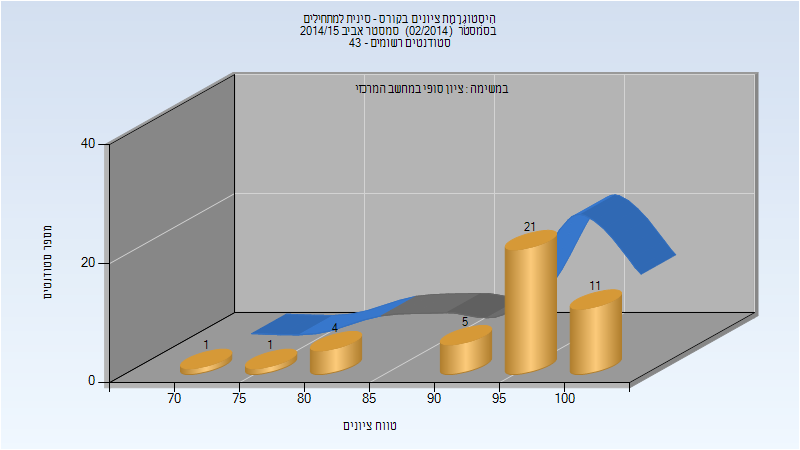 היסטוגרמת ציונים בקורס - סינית למתחילים
בסמסטר (02/2014) סמסטר אביב 2014/15
סטודנטים רשומים - 43
במשימה : ציון סופי במחשב המרכזי
מספר סטודנטים
40
20
0
1
1
4
5
21
11
70
75
80
85
90
95
100
טווח ציונים